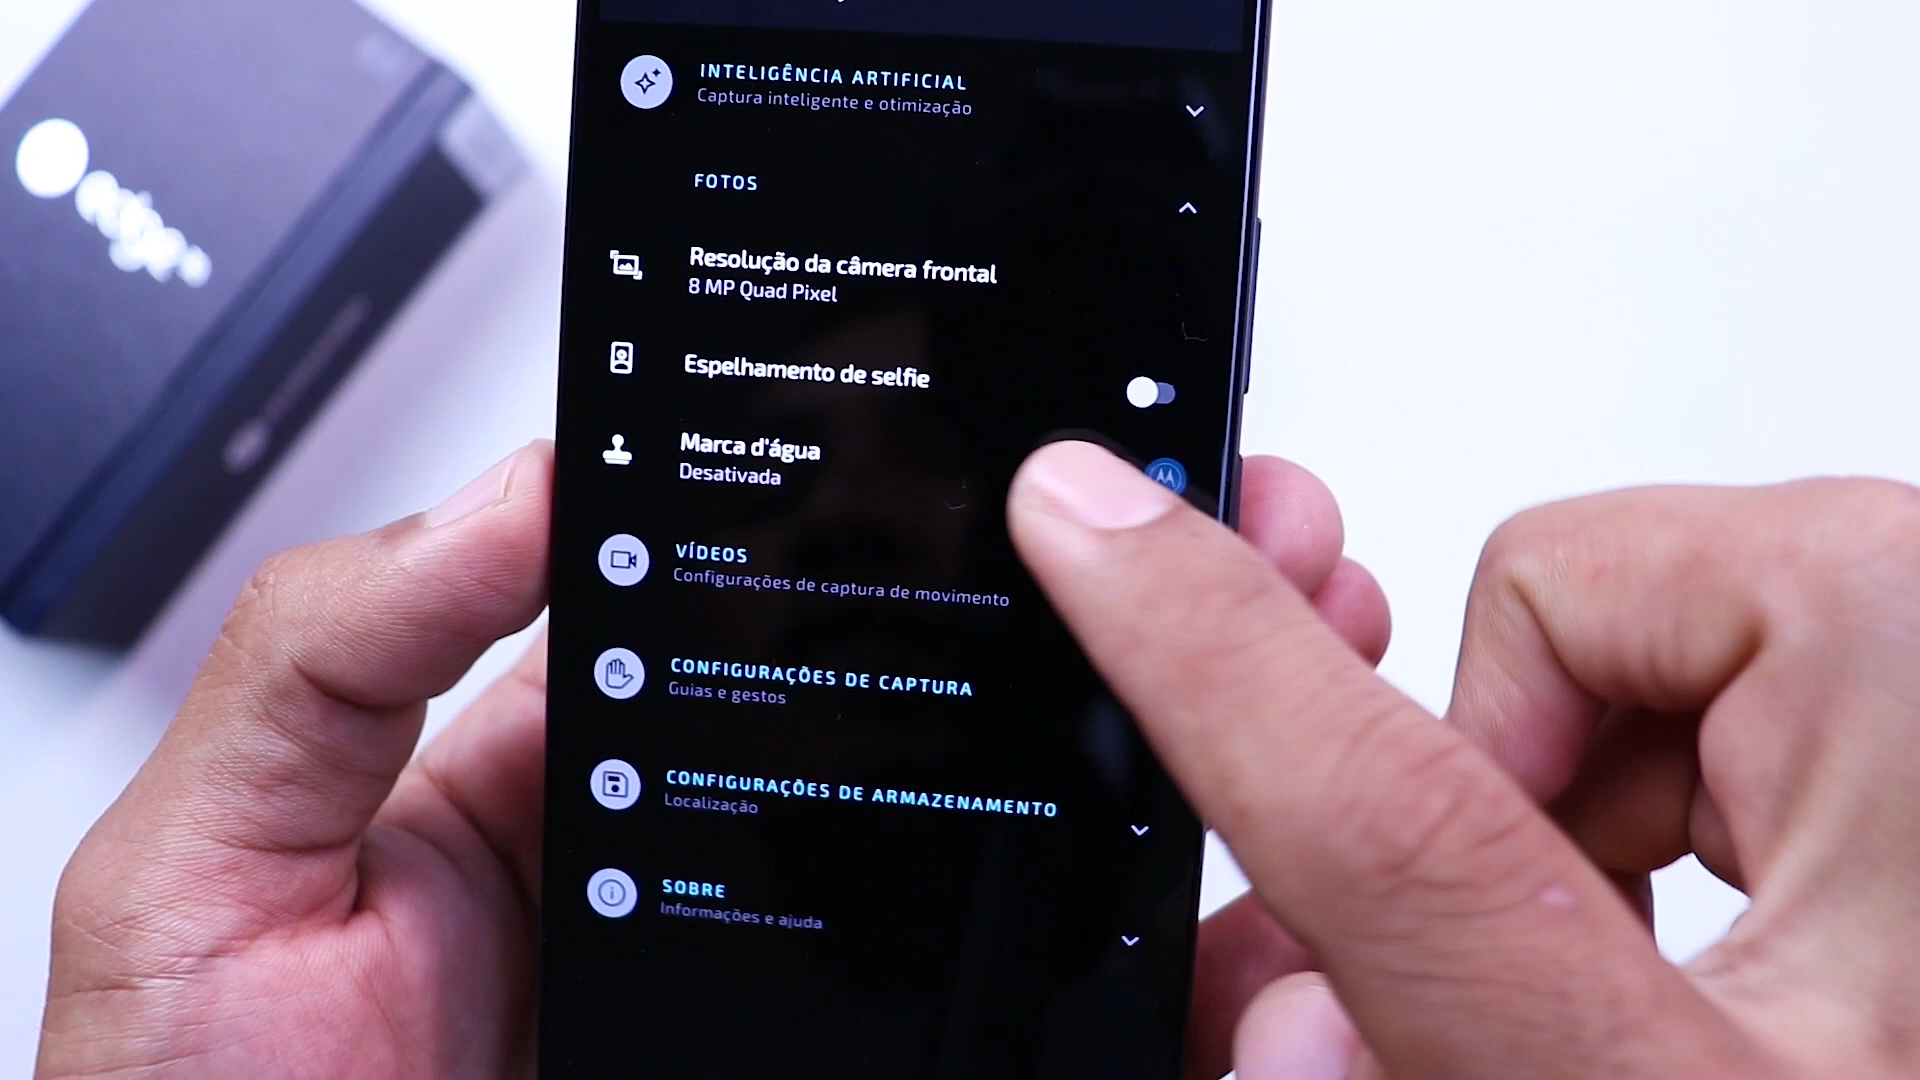 INTELIGÊNCIA ARTIFICIAL
Captura inteligente e otimização
FOTOS
Resolução da câmera frontal
8 MP Quad Pixel
Espelhamento de selfie
Marca d'água
Desativada
VÍDEOS
Configurações de captura de movimento
CONFIGURAÇÕES DE CAPTURA
Guias e gestos
CONFIGURAÇÕES DE ARMAZENAMENTO
Localização
SOBRE
Informações e ajuda